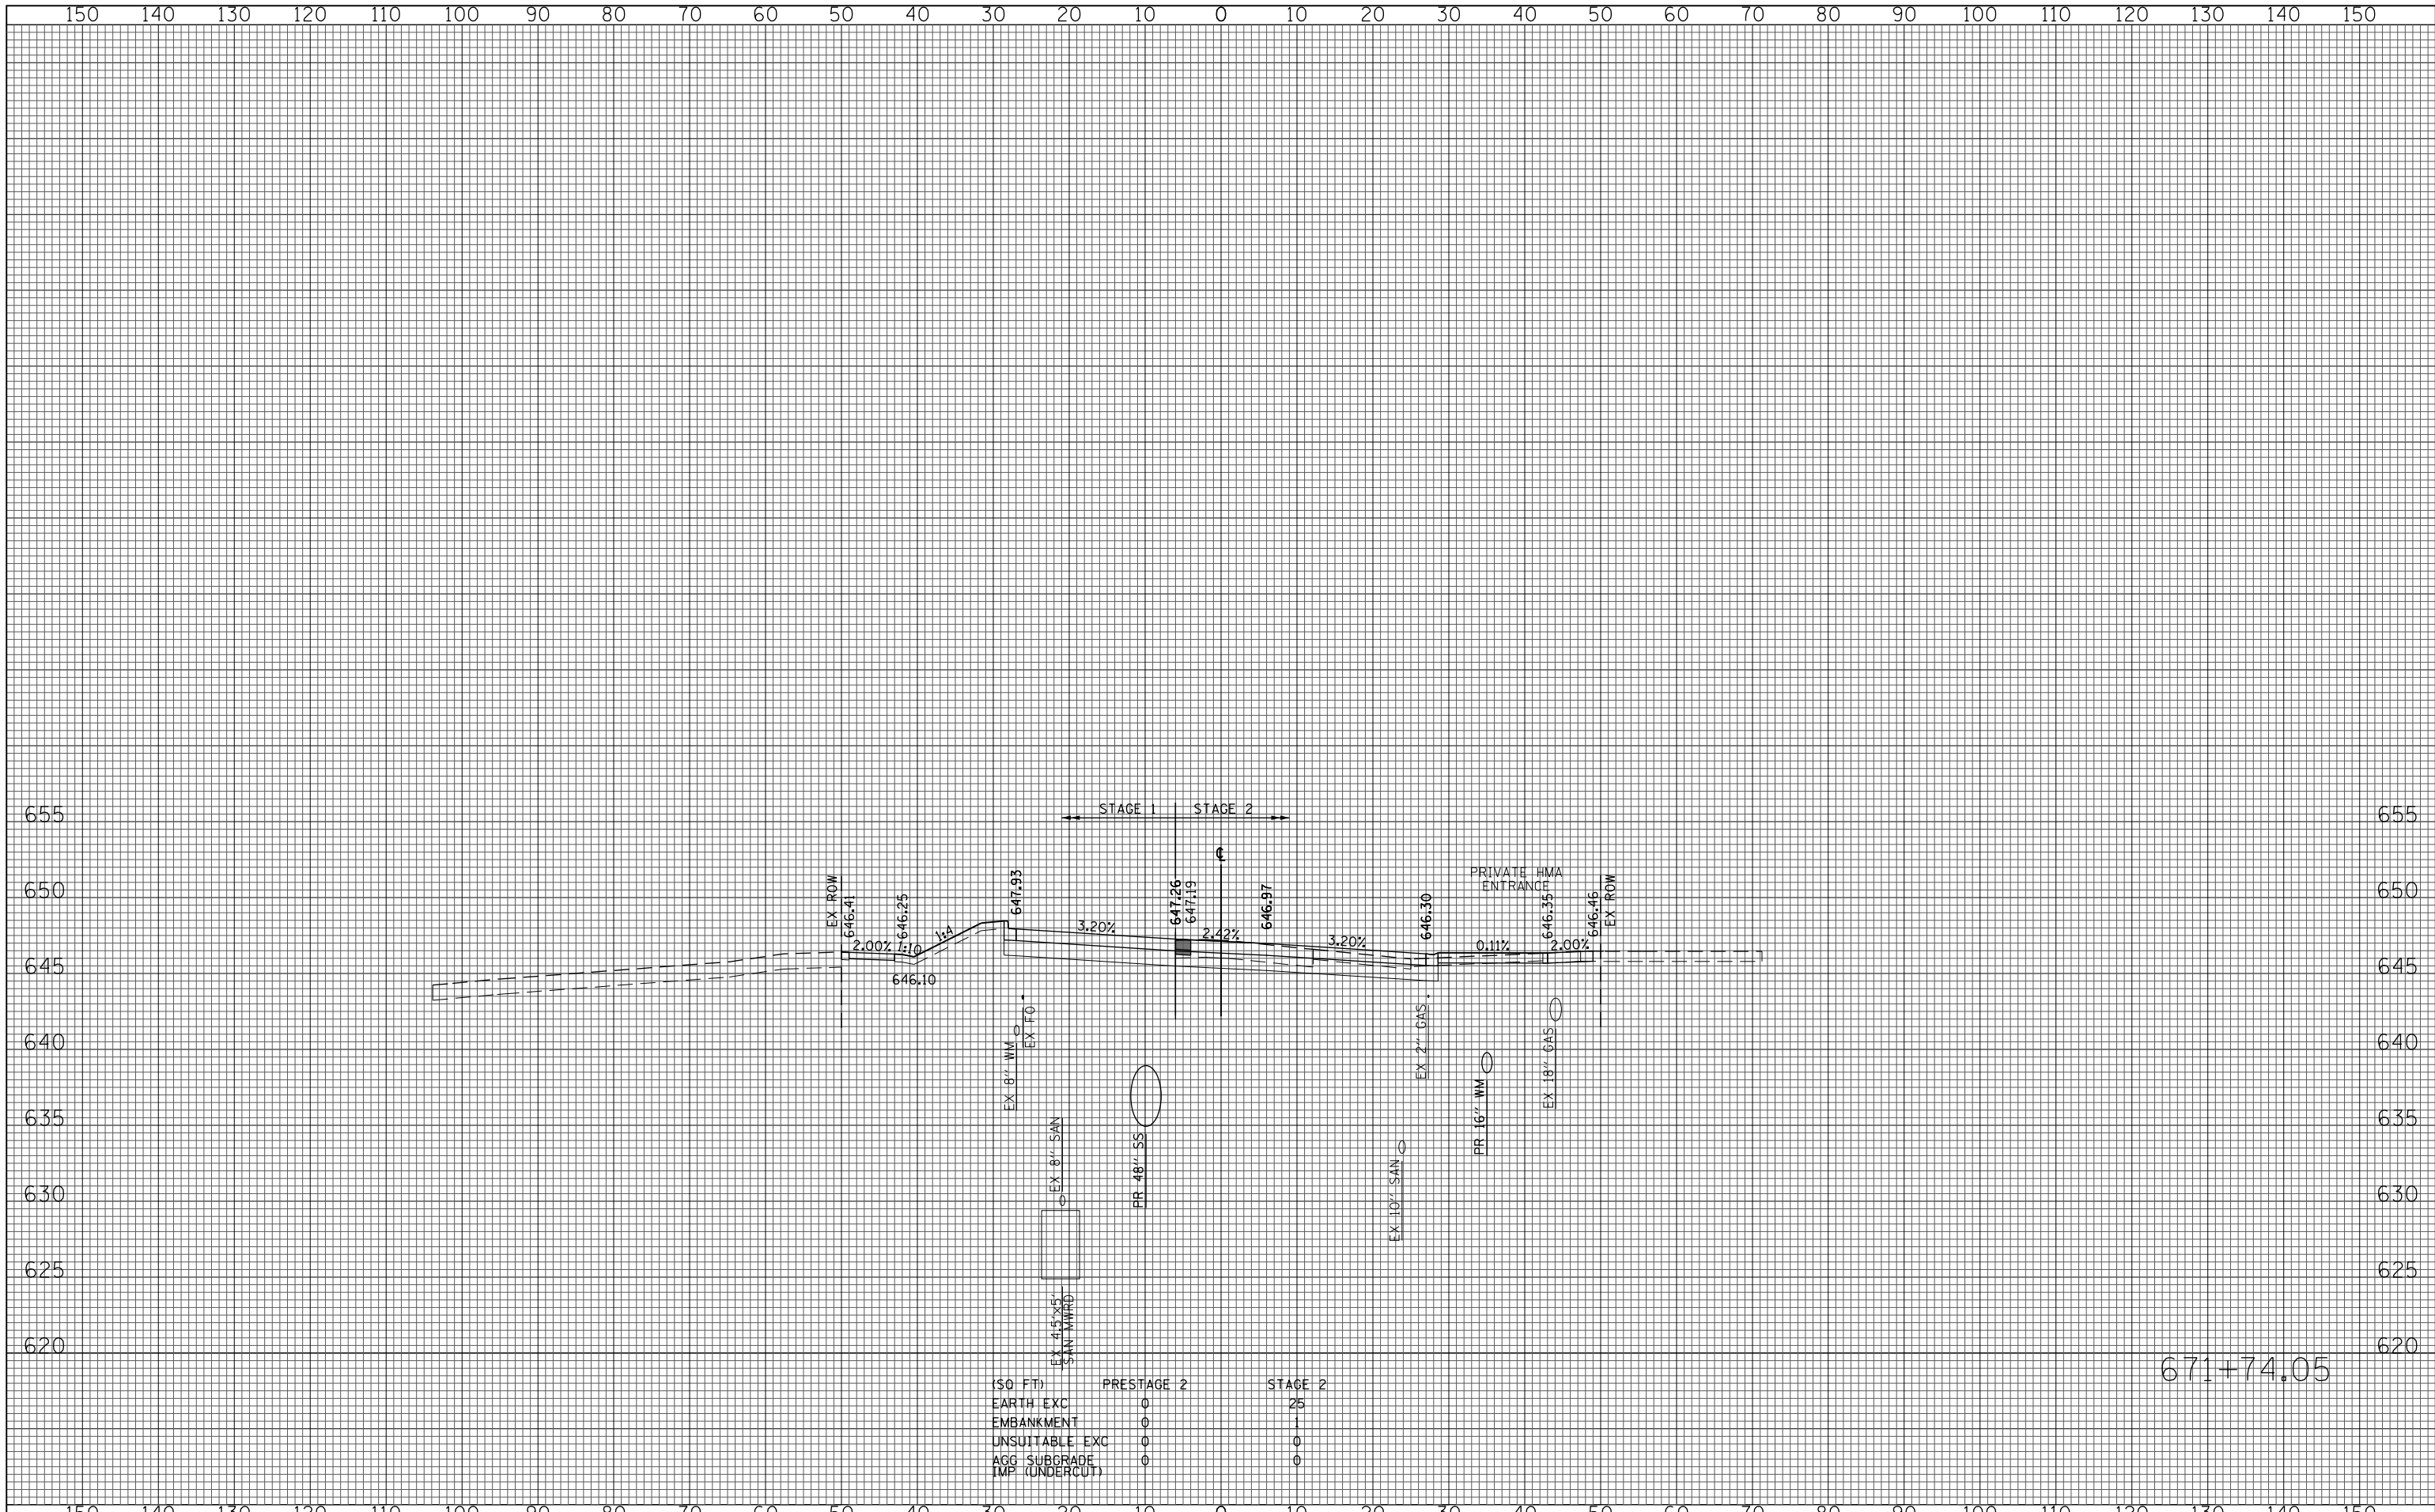 150 140 130 120 110 100 90 80 70 60 50 40 30 20 10 0 10 20 30 40 50 60 70 80 90 100 110 120 130 140 150
655 655
STAGE 1 STAGE 2
℄
PRIVATE HMA
ENTRANCE
650 650
EX ROW
646.41
646.25
647.93
647.26
647.19
646.97
646.30
646.35
646.46
EX ROW
2.00% 1:10 1:4 3.20% 2.42% 3.20% 0.11% 2.00%
645 645
646.10
EX FO
EX 8" WM
EX 2" GAS
EX 18" GAS
640 640
PR 16" WM
635 635
EX 8" SAN
PR 48" SS
EX 10" SAN
630 630
625 625
EX 4.5'x5'
SAN MWRD
620 620
671+74.05
(SQ FT) PRESTAGE 2 STAGE 2
EARTH EXC 0 25
EMBANKMENT 0 1
UNSUITABLE EXC 0 0
AGG SUBGRADE 0 0
IMP (UNDERCUT)
150 140 130 120 110 100 90 80 70 60 50 40 30 20 10 0 10 20 30 40 50 60 70 80 90 100 110 120 130 140 150